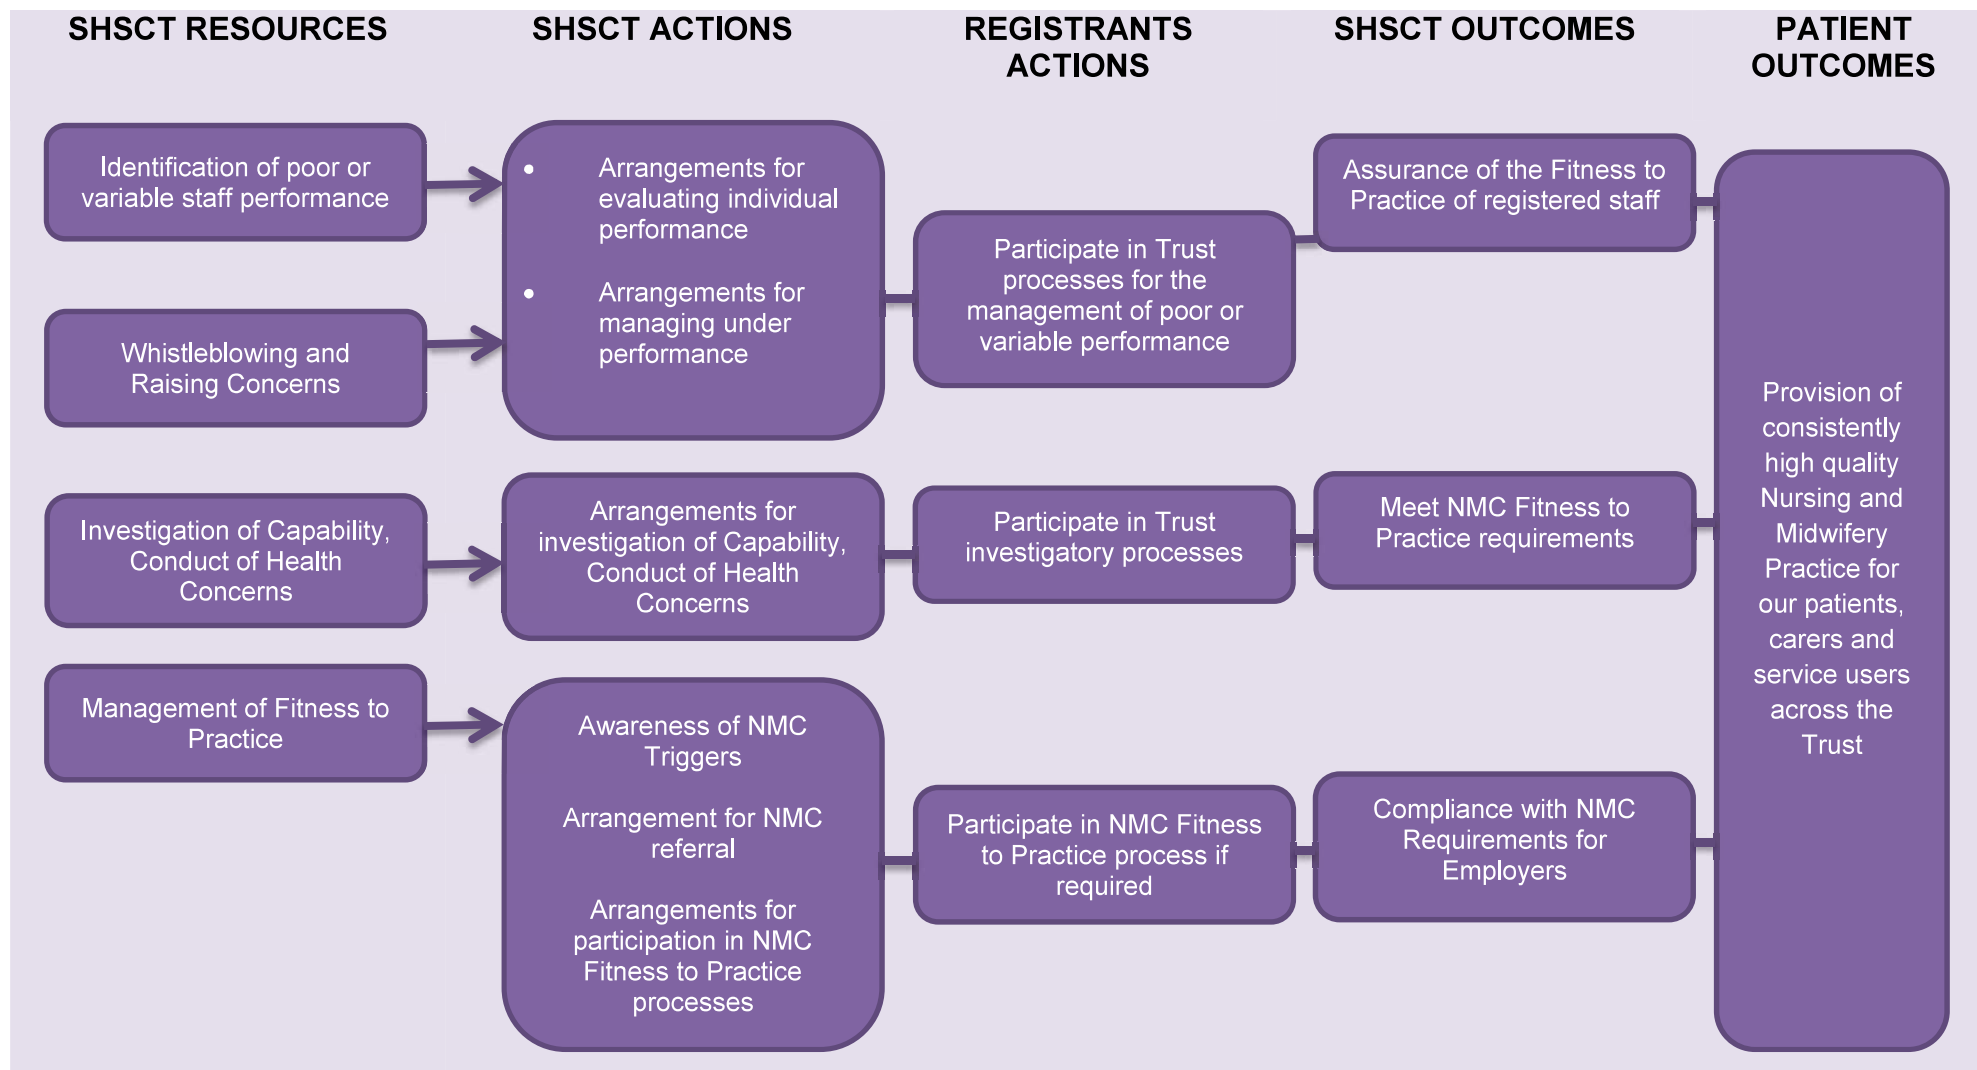 SHSCT RESOURCES
SHSCT ACTIONS
REGISTRANTS
ACTIONS
SHSCT OUTCOMES
PATIENT
OUTCOMES
Identification of poor or
variable staff performance
Whistleblowing and
Raising Concerns
Investigation of Capability,
Conduct of Health
Concerns
Management of Fitness to
Practice
• Arrangements for
evaluating individual
performance
• Arrangements for
managing under
performance
Arrangements for
investigation of Capability,
Conduct of Health
Concerns
Awareness of NMC
Triggers
Arrangement for NMC
referral
Arrangements for
participation in NMC
Fitness to Practice
processes
Participate in Trust
processes for the
management of poor or
variable performance
Participate in Trust
investigatory processes
Participate in NMC Fitness
to Practice process if
required
Assurance of the Fitness to
Practice of registered staff
Meet NMC Fitness to
Practice requirements
Compliance with NMC
Requirements for
Employers
Provision of
consistently
high quality
Nursing and
Midwifery
Practice for
our patients,
carers and
service users
across the
Trust